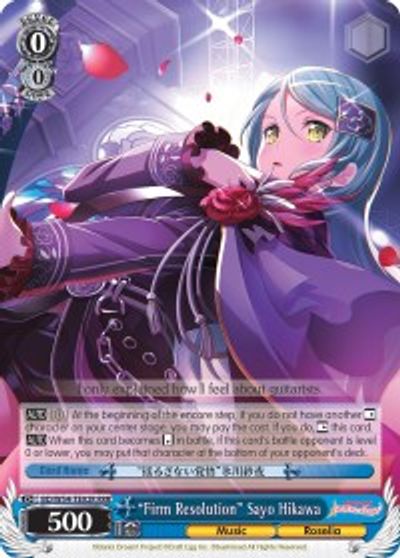 0
0
I only explained how I feel about guitarists.
AUTO At the beginning of the encore step, if you do not have another
character on your center stage, you may pay the cost. If you do, this card.
AUTO When this card becomes in battle, if this card's battle opponent is level
0 or lower, you may put that character on the bottom of your opponent's deck.
Card Name
"揺るぎない覚悟" 氷川紗夜
500
"Firm Resolution" Sayo Hikawa
Music
Roselia